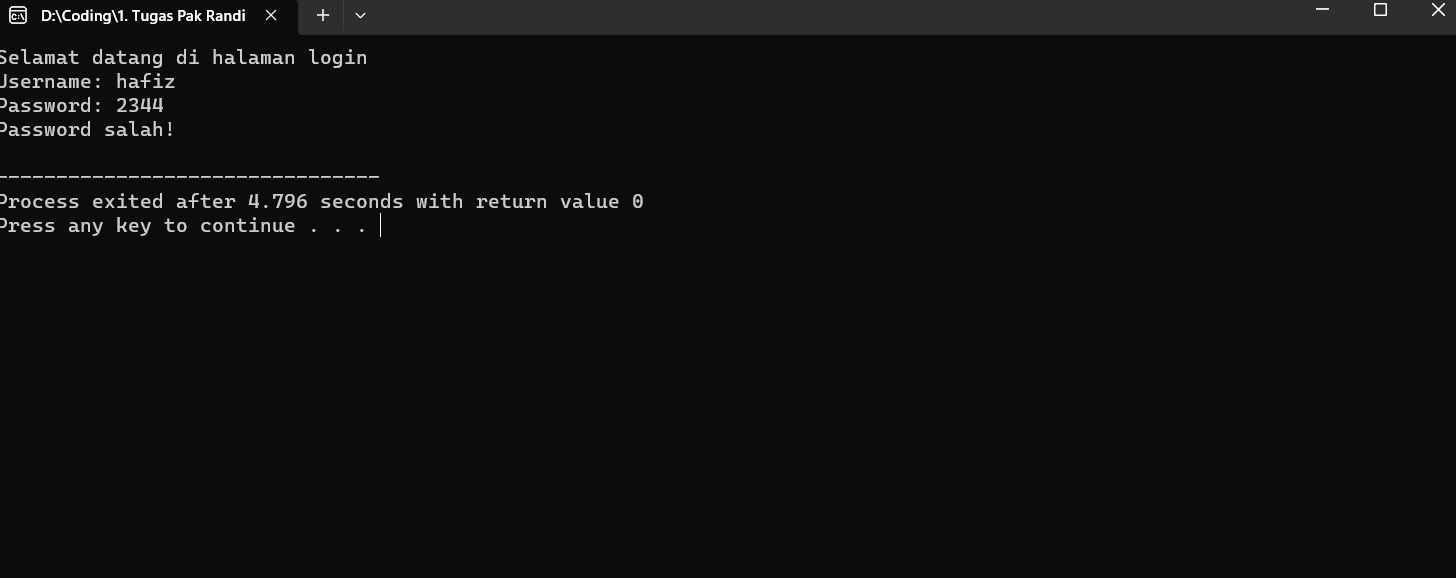 D:\Coding\1. Tugas Pak Randi
Selamat datang di halaman login
Username: hafiz
Password: 2344
Password salah!
--------------------------------
Process exited after 4.796 seconds with return value 0
Press any key to continue . . .